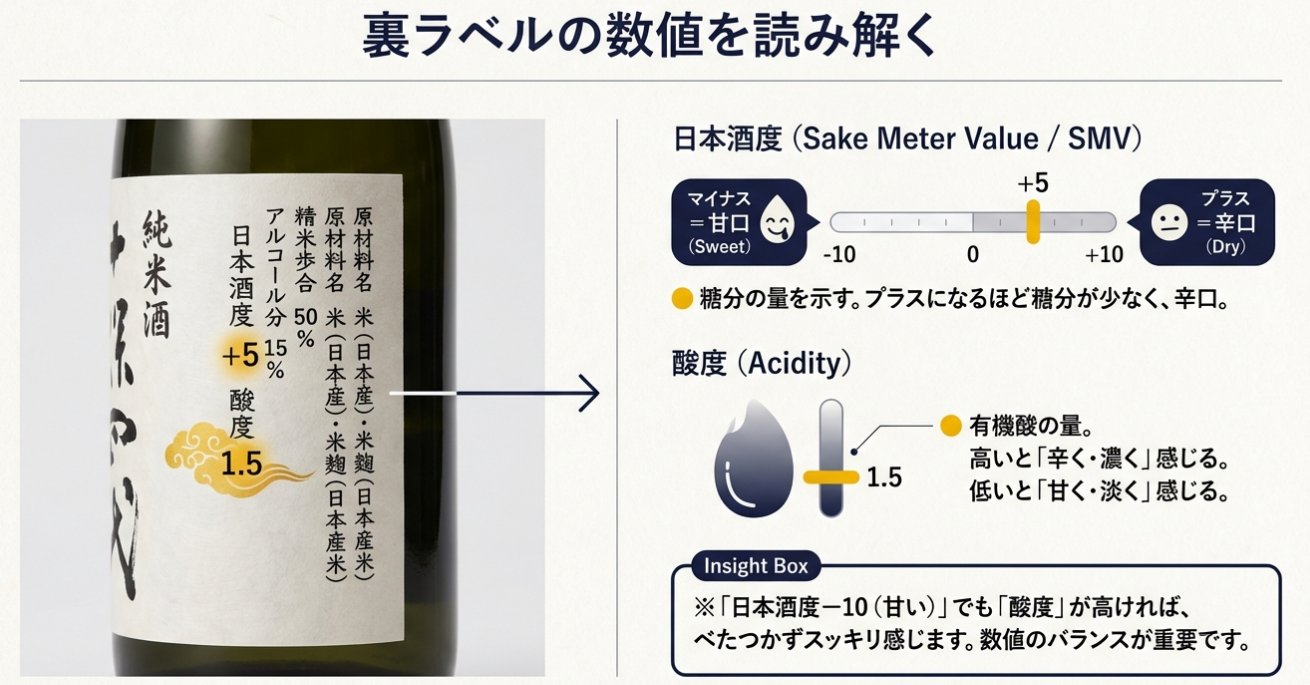 裏ラベルの数値を読み解く
原材料名 米（日本産）・米麹（日本産米）
原材料名 米（日本産）・米麹（日本産米）
精米歩合 50%
アルコール分 15%
日本酒度 +5 酸度 1.5
純米酒
日本酒度（Sake Meter Value / SMV）
+5
マイナス
＝甘口
(Sweet)
プラス
＝辛口
(Dry)
-10
0
+10
糖分の量を示す。プラスになるほど糖分が少なく、辛口。
酸度（Acidity）
1.5
有機酸の量。
高いと「辛く・濃く」感じる。
低いと「甘く・淡く」感じる。
Insight Box
※「日本酒度－10（甘い）」でも「酸度」が高ければ、
べたつかずスッキリ感じます。数値のバランスが重要です。